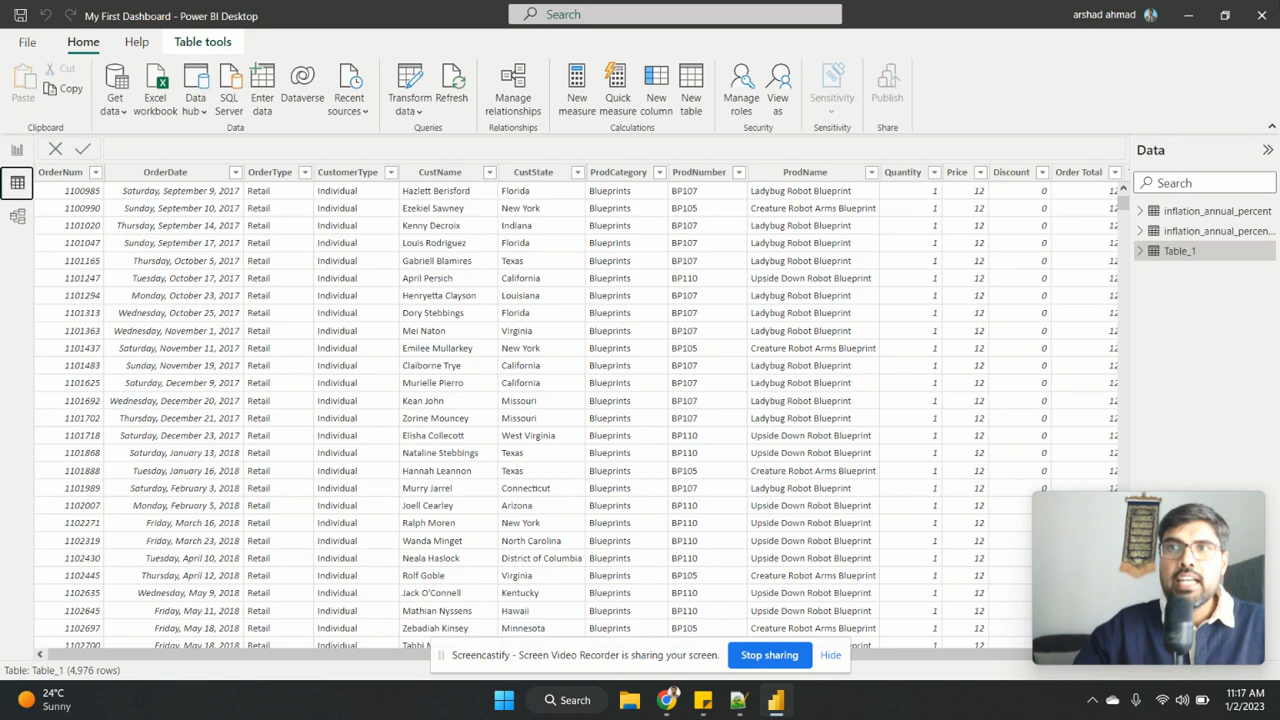 My First Dashboard - Power BI Desktop
Search
arshad ahmad
File Home Help Table tools
Paste
Cut
Copy
Get data
Excel workbook
Data hub
SQL Server
Enter data
Dataverse
Recent sources
Transform data
Refresh
Manage relationships
New measure
Quick measure
New column
New table
Manage roles
View as
Sensitivity
Publish
Clipboard Data Queries Relationships Calculations Security Sensitivity Share
OrderNum OrderDate OrderType CustomerType CustName CustState ProdCategory ProdNumber ProdName Quantity Price Discount Order Total
1100985 Saturday, September 9, 2017 Retail Individual Hazlett Berisford Florida Blueprints BP107 Ladybug Robot Blueprint 1 12 0 12
1100990 Sunday, September 10, 2017 Retail Individual Ezekiel Sawney New York Blueprints BP105 Creature Robot Arms Blueprint 1 12 0 12
1101020 Thursday, September 14, 2017 Retail Individual Kenny Decroix Indiana Blueprints BP107 Ladybug Robot Blueprint 1 12 0 12
1101047 Sunday, September 17, 2017 Retail Individual Louis Rodriguez Florida Blueprints BP107 Ladybug Robot Blueprint 1 12 0 12
1101165 Thursday, October 5, 2017 Retail Individual Gabriell Blamires Texas Blueprints BP107 Ladybug Robot Blueprint 1 12 0 12
1101247 Tuesday, October 17, 2017 Retail Individual April Persich California Blueprints BP110 Upside Down Robot Blueprint 1 12 0 12
1101294 Monday, October 23, 2017 Retail Individual Henryetta Clayson Louisiana Blueprints BP107 Ladybug Robot Blueprint 1 12 0 12
1101313 Wednesday, October 25, 2017 Retail Individual Dory Stebbings Florida Blueprints BP107 Ladybug Robot Blueprint 1 12 0 12
1101363 Wednesday, November 1, 2017 Retail Individual Mei Naton Virginia Blueprints BP107 Ladybug Robot Blueprint 1 12 0 12
1101437 Saturday, November 11, 2017 Retail Individual Emilee Mullarkey New York Blueprints BP105 Creature Robot Arms Blueprint 1 12 0 12
1101483 Sunday, November 19, 2017 Retail Individual Claiborne Trye California Blueprints BP107 Ladybug Robot Blueprint 1 12 0 12
1101625 Saturday, December 9, 2017 Retail Individual Murielle Pierro California Blueprints BP107 Ladybug Robot Blueprint 1 12 0 12
1101692 Wednesday, December 20, 2017 Retail Individual Kean John Missouri Blueprints BP107 Ladybug Robot Blueprint 1 12 0 12
1101702 Thursday, December 21, 2017 Retail Individual Zorine Mouncey Missouri Blueprints BP107 Ladybug Robot Blueprint 1 12 0 12
1101718 Saturday, December 23, 2017 Retail Individual Elisha Collecott West Virginia Blueprints BP110 Upside Down Robot Blueprint 1 12 0 12
1101868 Saturday, January 13, 2018 Retail Individual Nataline Stebbings Texas Blueprints BP110 Upside Down Robot Blueprint 1 12 0 12
1101888 Tuesday, January 16, 2018 Retail Individual Hannah Leannon Texas Blueprints BP105 Creature Robot Arms Blueprint 1 12 0 12
1101989 Saturday, February 3, 2018 Retail Individual Murry Jarrel Connecticut Blueprints BP107 Ladybug Robot Blueprint 1 12 0 12
1102007 Monday, February 5, 2018 Retail Individual Joell Cearley Arizona Blueprints BP110 Upside Down Robot Blueprint 1 12
1102271 Friday, March 16, 2018 Retail Individual Ralph Moren New York Blueprints BP110 Upside Down Robot Blueprint 1 12
1102319 Friday, March 23, 2018 Retail Individual Wanda Minget North Carolina Blueprints BP110 Upside Down Robot Blueprint 1 12
1102430 Tuesday, April 10, 2018 Retail Individual Neala Haslock District of Columbia Blueprints BP110 Upside Down Robot Blueprint 1 12
1102445 Thursday, April 12, 2018 Retail Individual Rolf Goble Virginia Blueprints BP105 Creature Robot Arms Blueprint 1 12
1102635 Wednesday, May 9, 2018 Retail Individual Jack O'Connell Kentucky Blueprints BP110 Upside Down Robot Blueprint 1 12
1102645 Friday, May 11, 2018 Retail Individual Mathian Nyssens Hawaii Blueprints BP110 Upside Down Robot Blueprint 1 12
1102697 Friday, May 18, 2018 Retail Individual Zebadiah Kinsey Minnesota Blueprints BP105 Creature Robot Arms Blueprint 1 12
1102700 Friday, May 18, 2018 Retail Individual
Data
Search
inflation_annual_percent
inflation_annual_percen...
Table_1
Screencastify - Screen Video Recorder is sharing your screen. Stop sharing Hide
Table: Table_1 (4,976 rows)
24°C
Sunny
Search
11:17 AM
1/2/2023